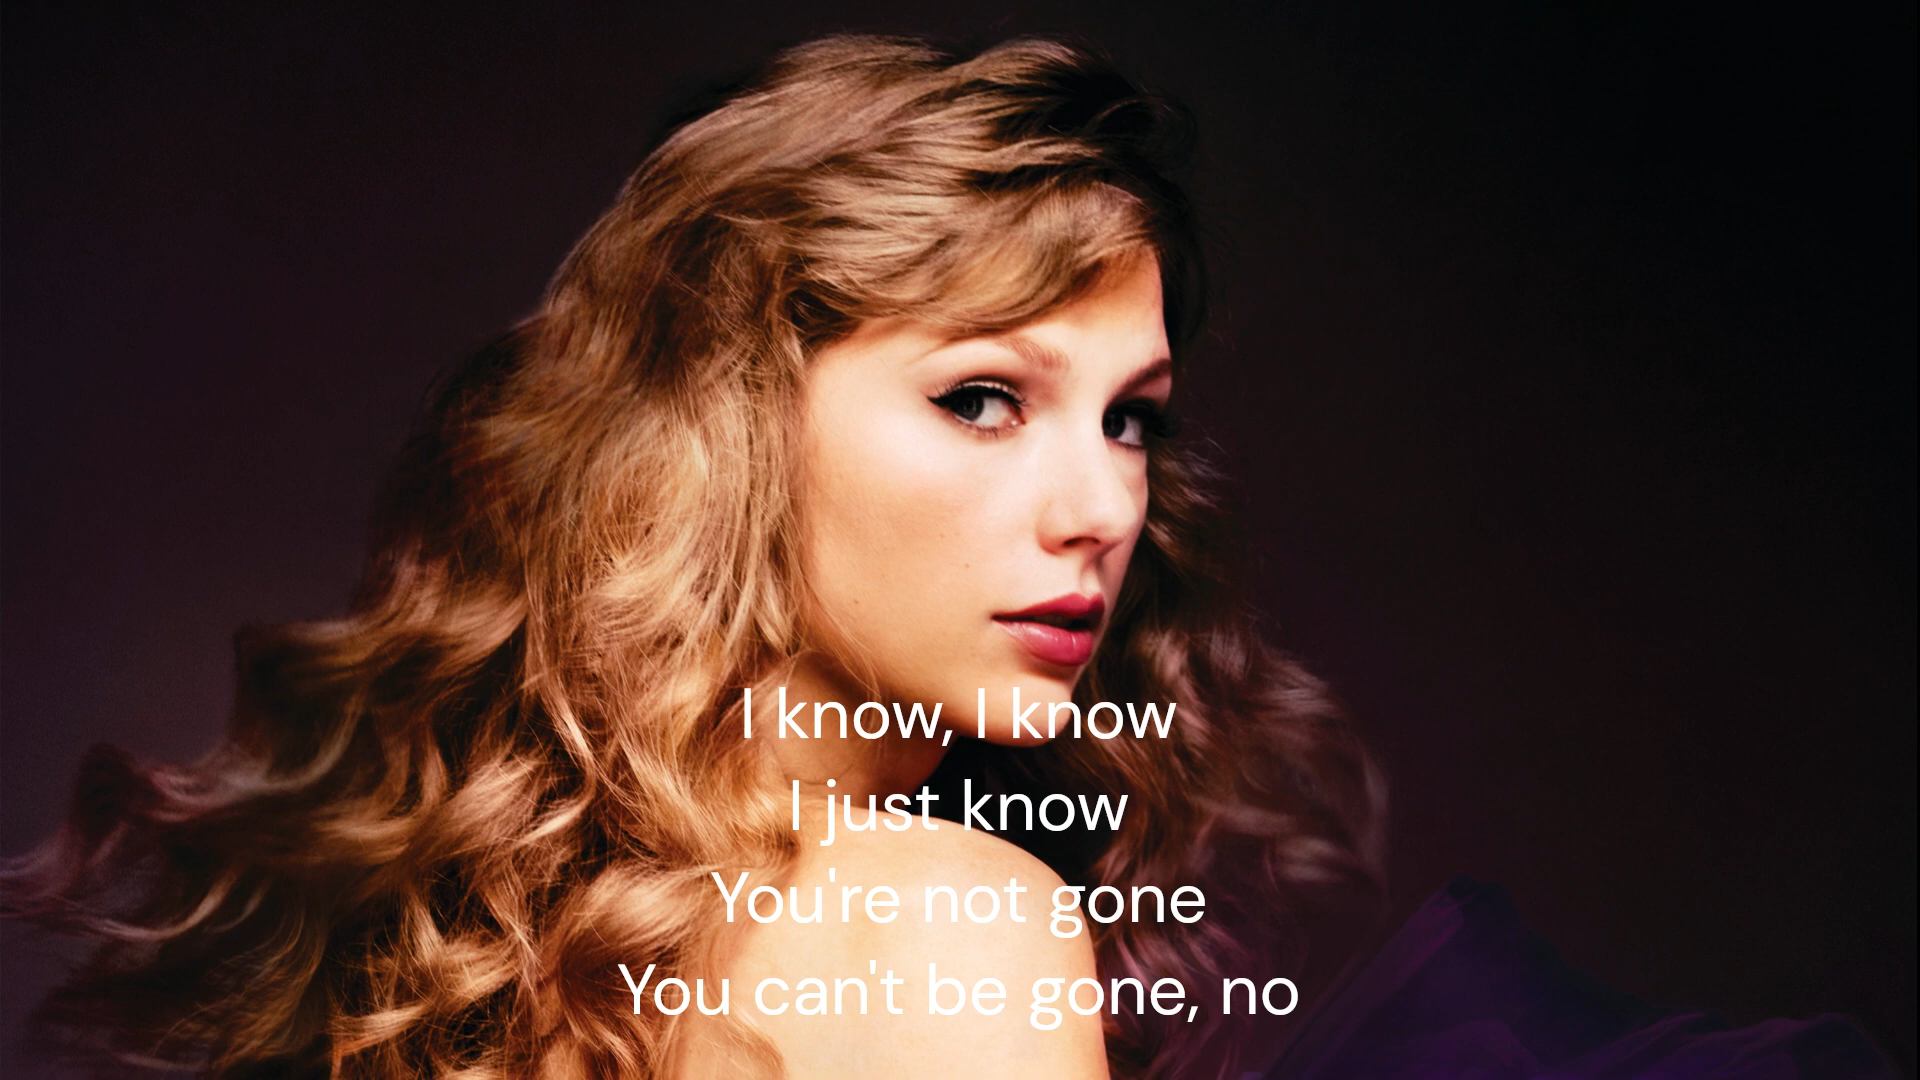 I know, I know
I just know
You're not gone
You can't be gone, no